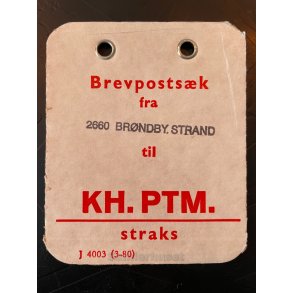 Brevpostsæk
fra
2660 BRØNDBY STRAND
til
KH. PTM.
straks
J 4003 (3-80)